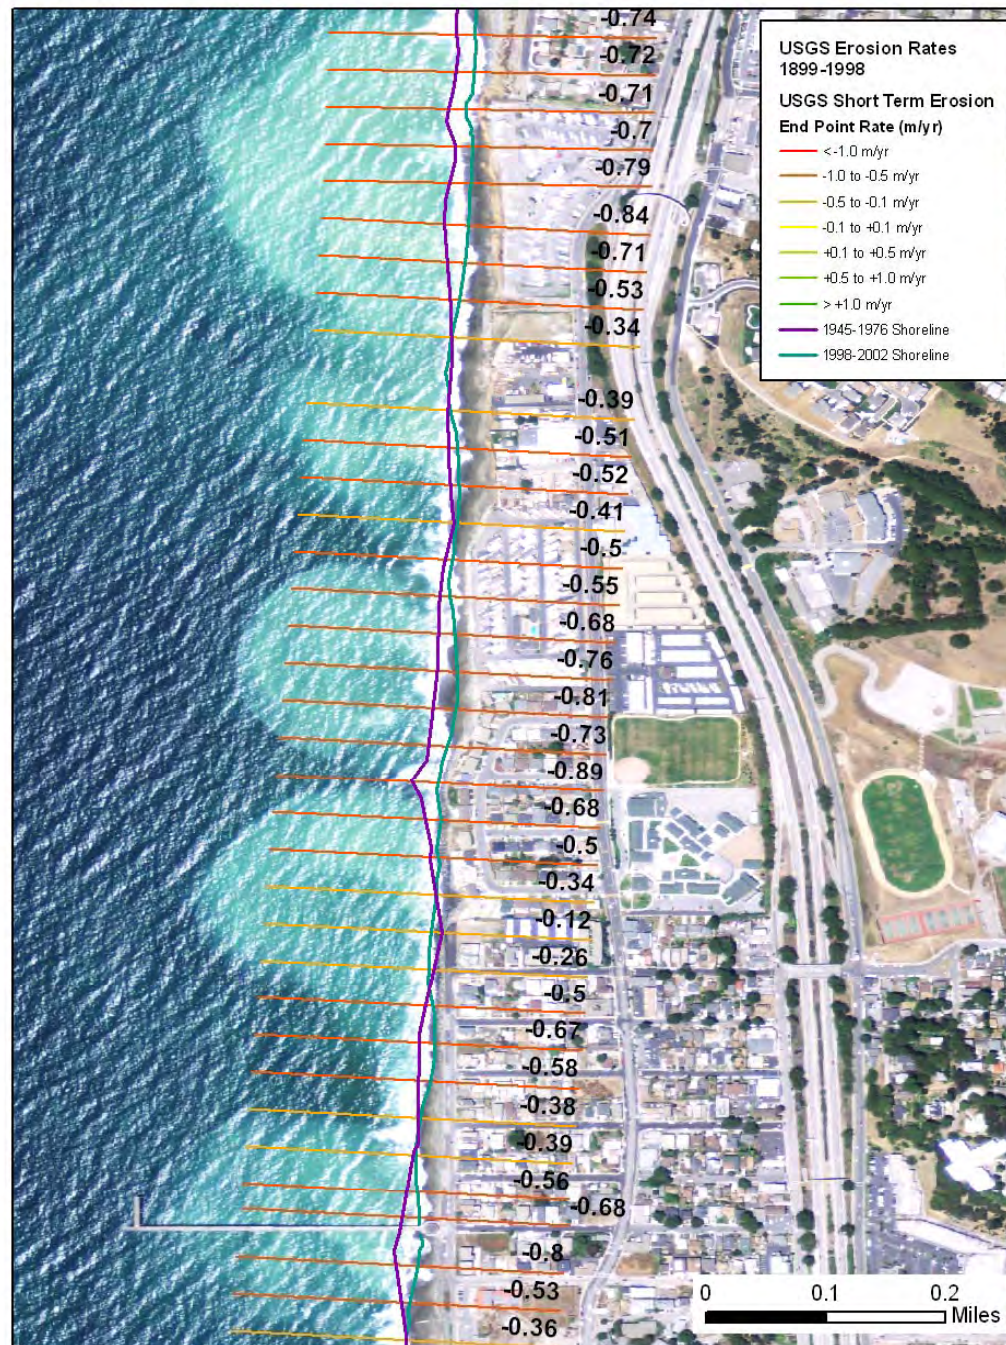 -0.74
-0.72
-0.71
-0.7
-0.79
-0.84
-0.71
-0.53
-0.34
-0.39
-0.51
-0.52
-0.41
-0.5
-0.55
-0.68
-0.76
-0.81
-0.73
-0.89
-0.68
-0.5
-0.34
-0.12
-0.26
-0.5
-0.67
-0.58
-0.38
-0.39
-0.56
-0.68
-0.8
-0.53
-0.36
USGS Erosion Rates
1899-1998
USGS Short Term Erosion
End Point Rate (m/yr)
<-1.0 m/yr
-1.0 to -0.5 m/yr
-0.5 to -0.1 m/yr
-0.1 to +0.1 m/yr
+0.1 to +0.5 m/yr
+0.5 to +1.0 m/yr
> +1.0 m/yr
1945-1976 Shoreline
1998-2002 Shoreline
0 0.1 0.2
Miles